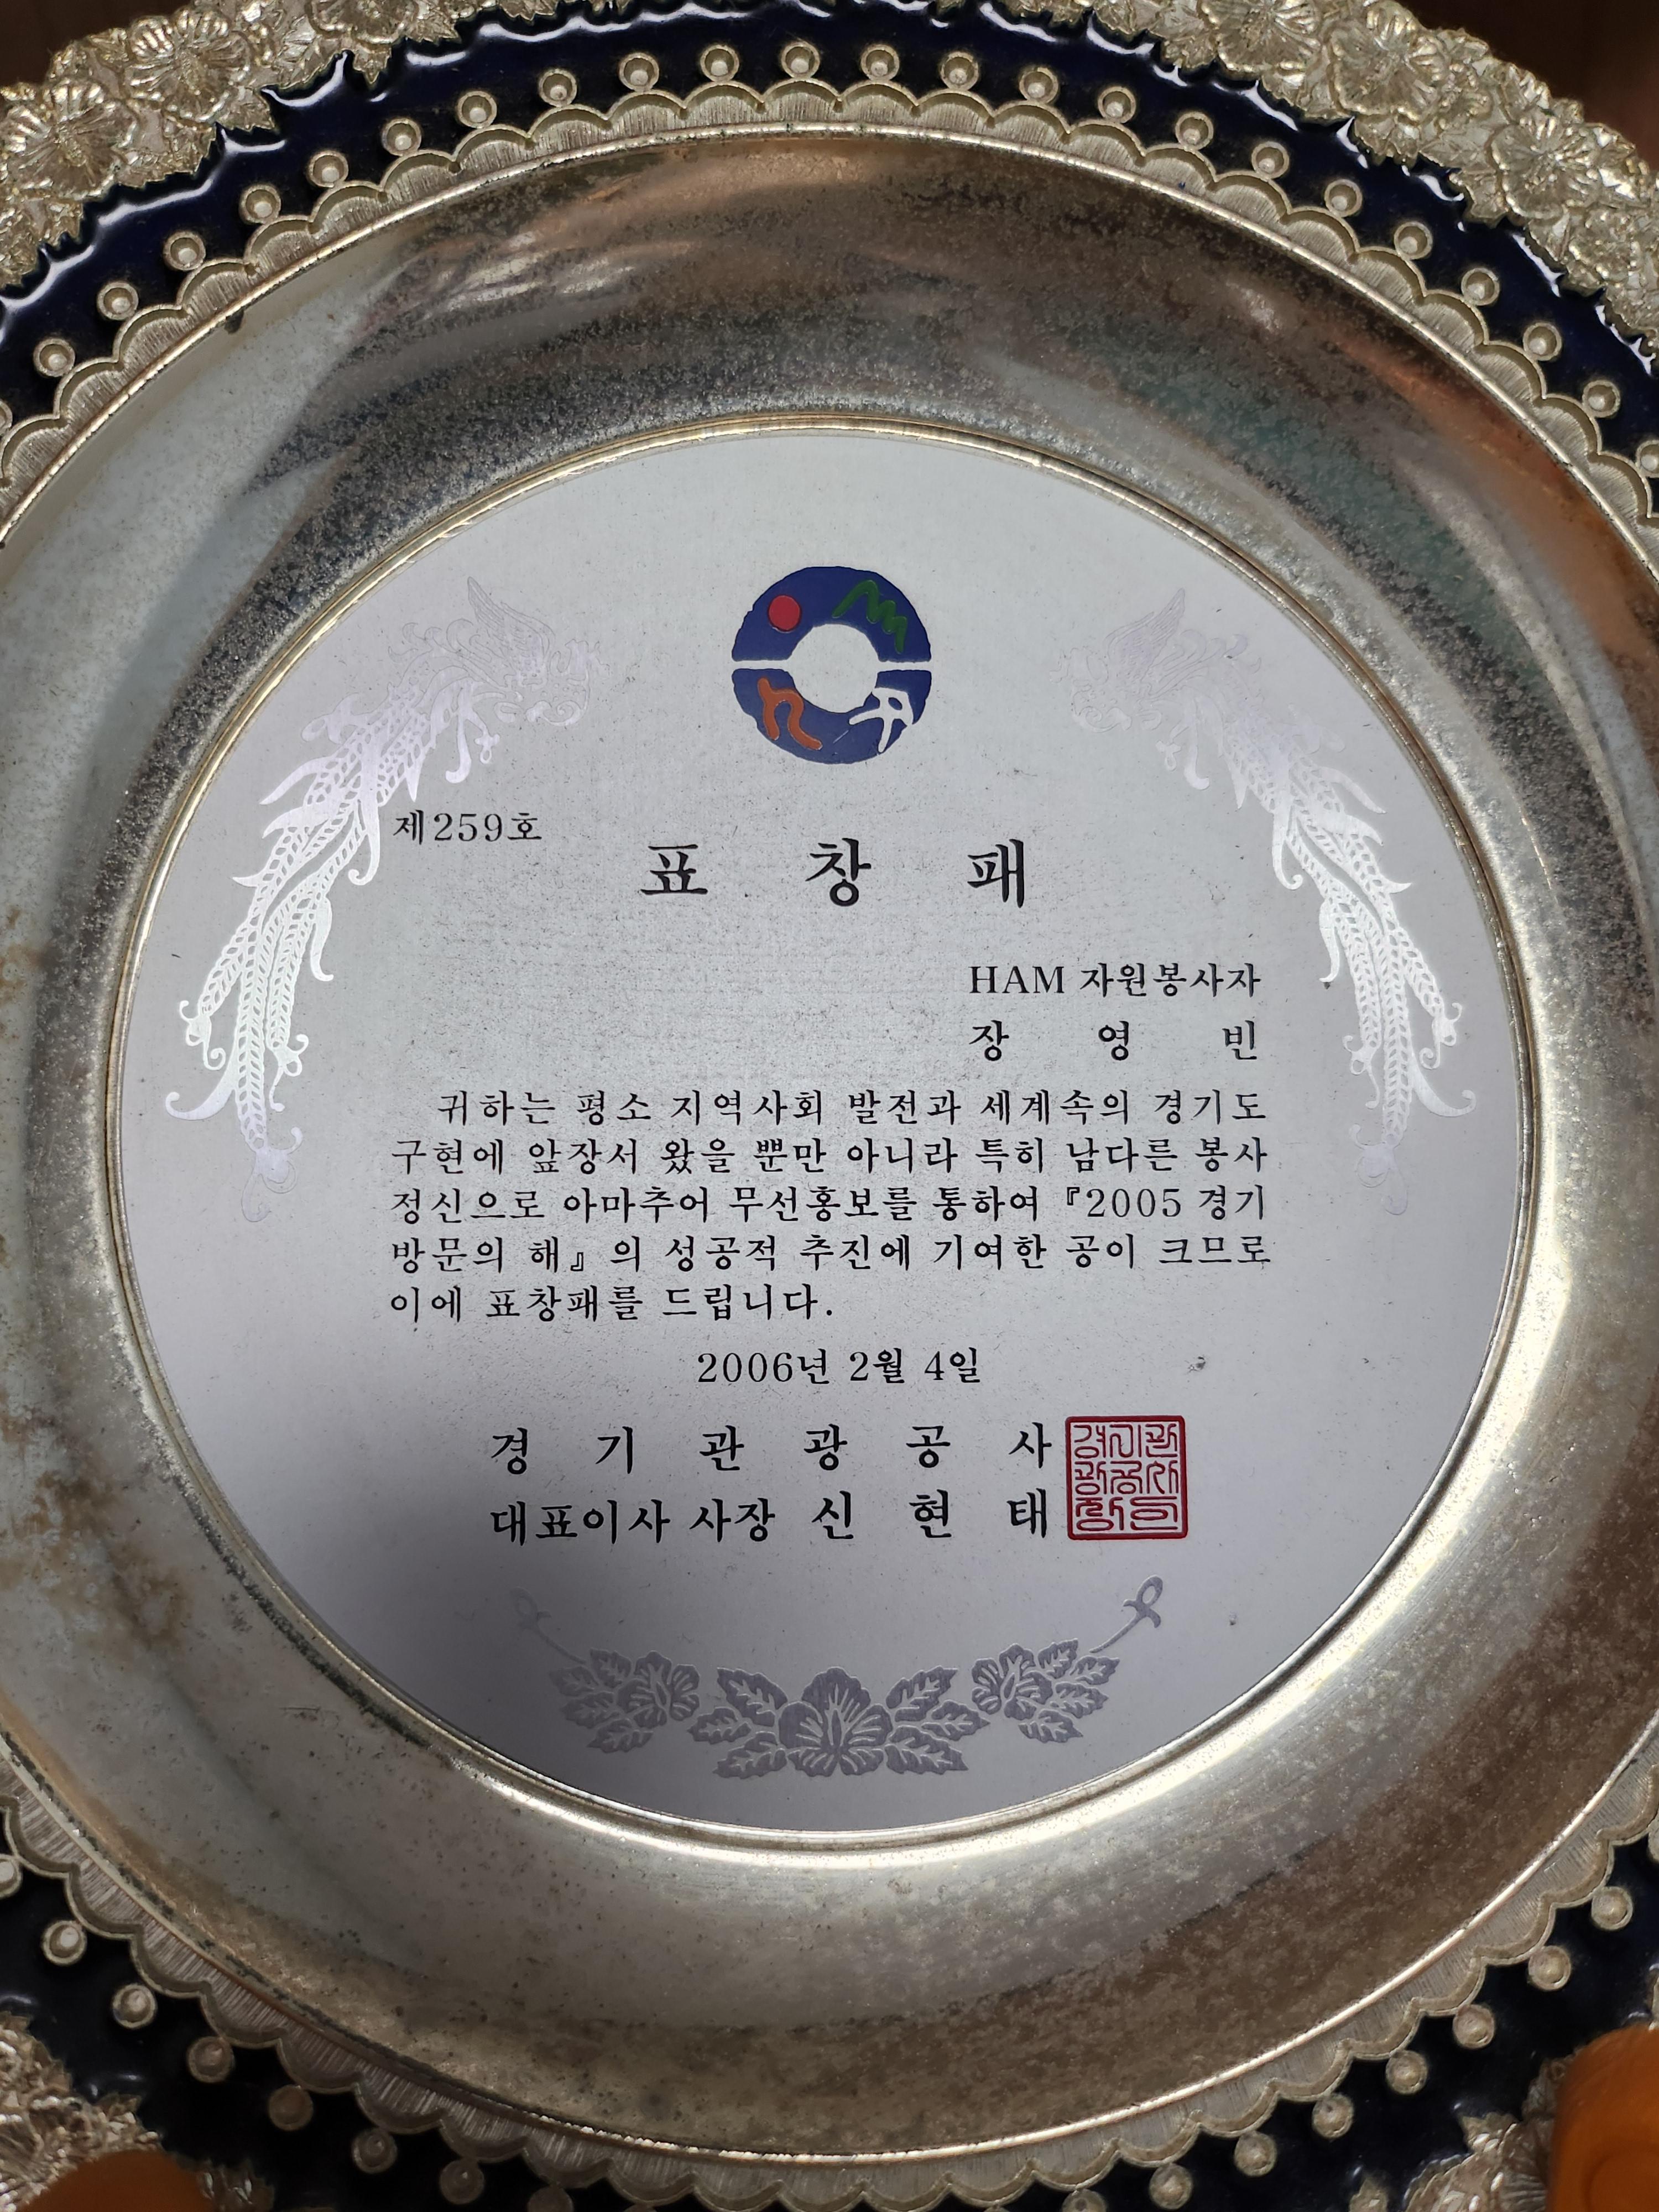 제259호
표 창 패
HAM 자원봉사자
장 영 빈
귀하는 평소 지역사회 발전과 세계속의 경기도
구현에 앞장서 왔을 뿐만 아니라 특히 남다른 봉사
정신으로 아마추어 무선홍보를 통하여 『2005 경기
방문의 해』의 성공적 추진에 기여한 공이 크므로
이에 표창패를 드립니다.
2006년 2월 4일
경 기 관 광 공 사
대표이사 사장 신 현 태
경기관
광공사